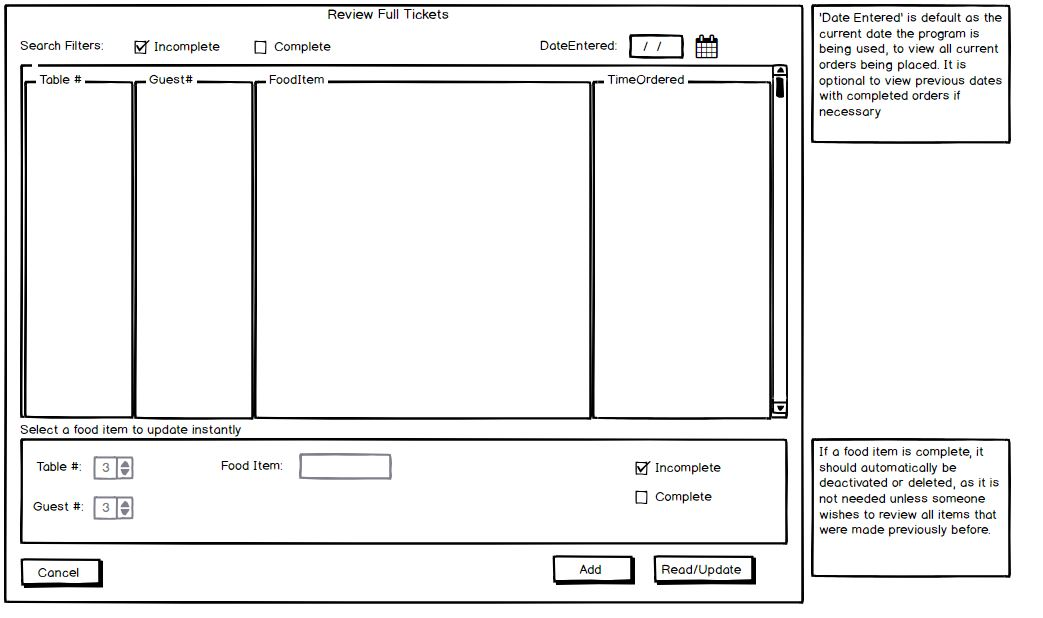 Review Full Tickets
Search Filters: Incomplete Complete DateEntered: / /
Table # Guest# FoodItem TimeOrdered
Select a food item to update instantly
Table #: 3 Food Item: Incomplete
Complete
Guest #: 3
Cancel Add Read/Update
'Date Entered' is default as the
current date the program is
being used, to view all current
orders being placed. It is
optional to view previous dates
with completed orders if
necessary
If a food item is complete, it
should automatically be
deactivated or deleted, as it is
not needed unless someone
wishes to review all items that
were made previously before.